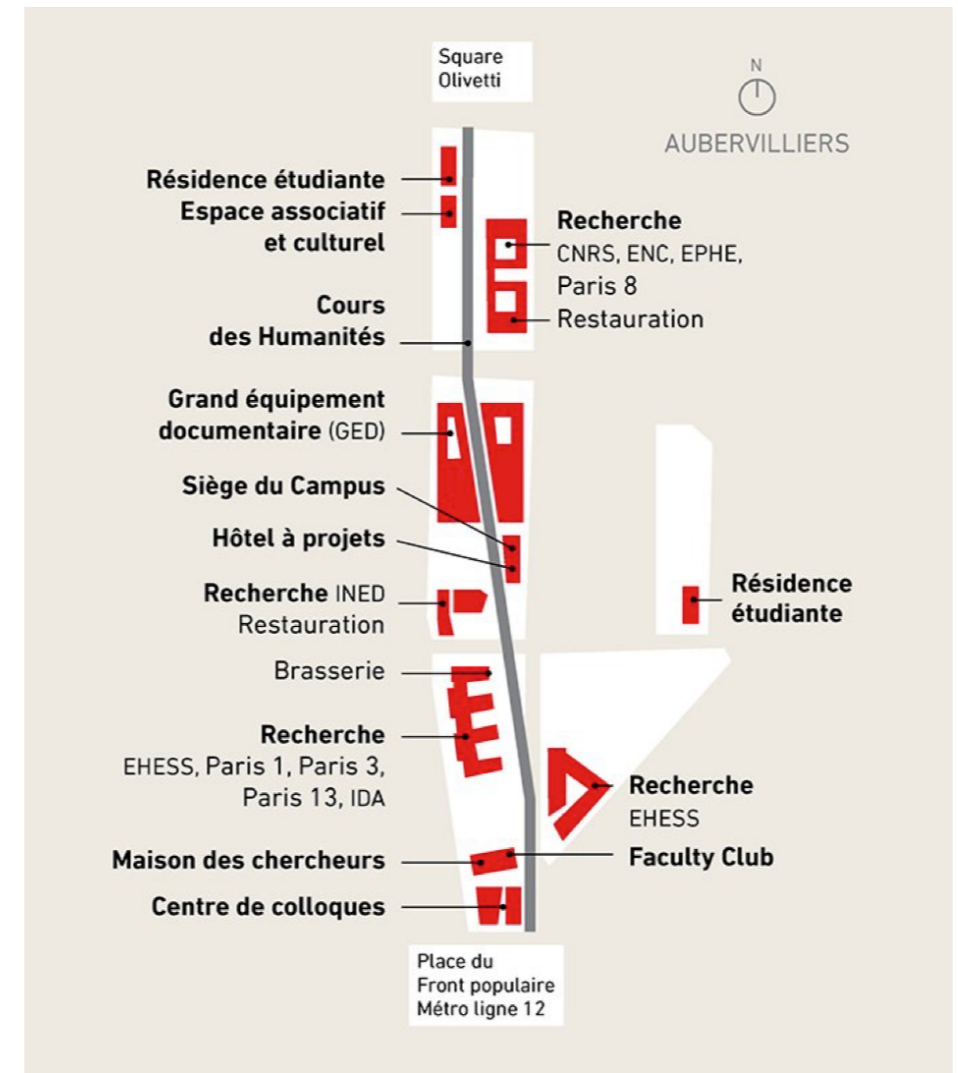 Square
Olivetti
N
AUBERVILLIERS
Résidence étudiante
Espace associatif
et culturel
Recherche
CNRS, ENC, EPHE,
Paris 8
Restauration
Cours
des Humanités
Grand équipement
documentaire (GED)
Siège du Campus
Hôtel à projets
Recherche INED
Restauration
Résidence
étudiante
Brasserie
Recherche
EHESS, Paris 1, Paris 3,
Paris 13, IDA
Recherche
EHESS
Maison des chercheurs
Faculty Club
Centre de colloques
Place du
Front populaire
Métro ligne 12